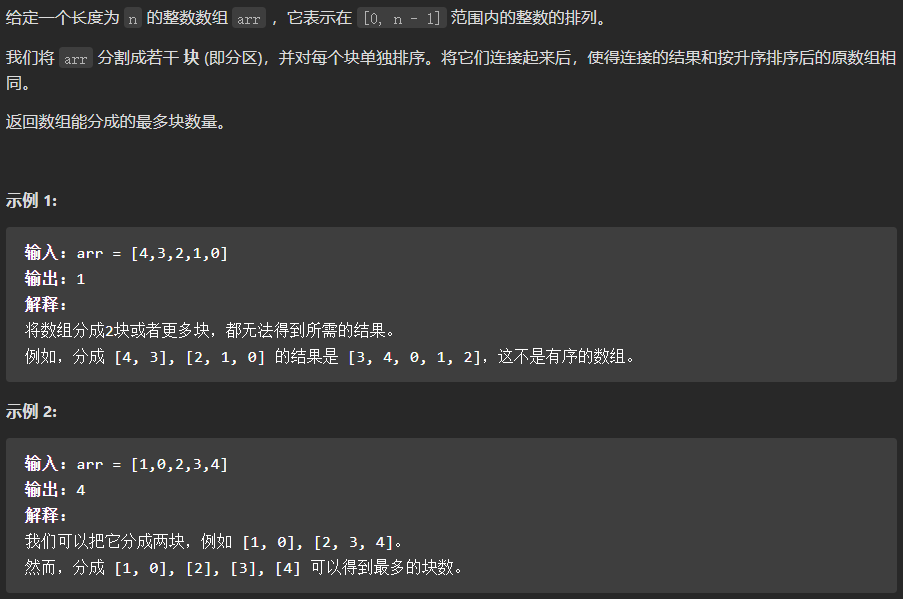 给定一个长度为 n 的整数数组 arr ，它表示在 [0, n - 1] 范围内的整数的排列。
我们将 arr 分割成若干 块 (即分区)，并对每个块单独排序。将它们连接起来后，使得连接的结果和按升序排序后的原数组相
同。
返回数组能分成的最多块数量。
示例 1:
输入: arr = [4,3,2,1,0]
输出: 1
解释:
将数组分成2块或者更多块，都无法得到所需的结果。
例如，分成 [4, 3], [2, 1, 0] 的结果是 [3, 4, 0, 1, 2]，这不是有序的数组。
示例 2:
输入: arr = [1,0,2,3,4]
输出: 4
解释:
我们可以把它分成两块，例如 [1, 0], [2, 3, 4]。
然而，分成 [1, 0], [2], [3], [4] 可以得到最多的块数。